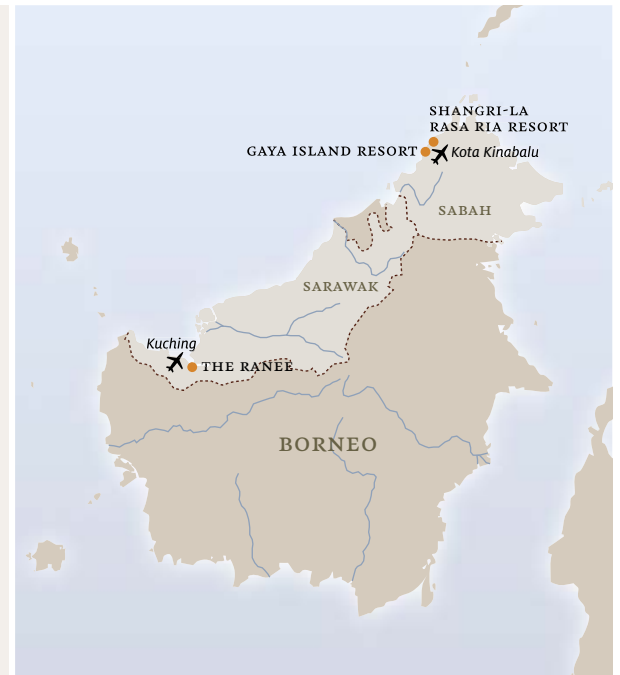 SHANGRI-LA
RASA RIA RESORT
GAYA ISLAND RESORT
Kota Kinabalu
SABAH
SARAWAK
Kuching
THE RANEE
BORNEO